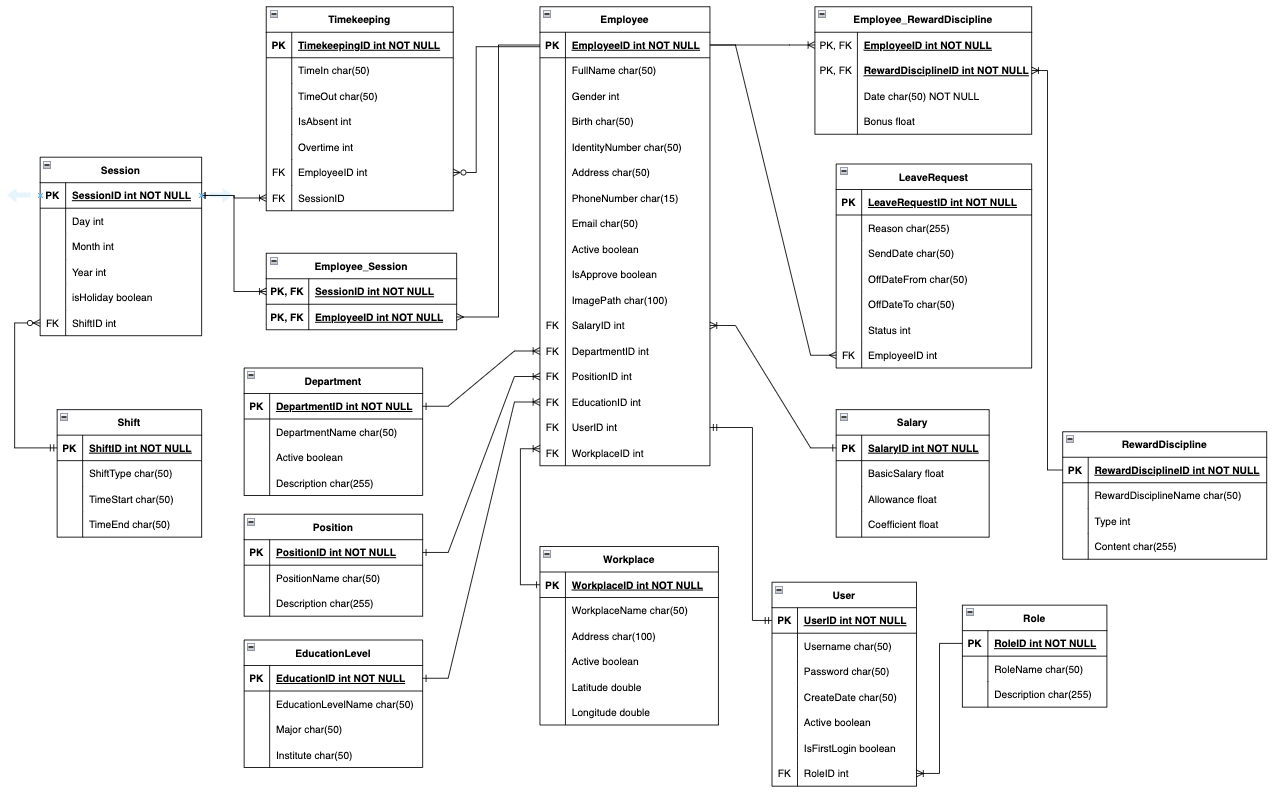 Timekeeping
PK TimekeepingID int NOT NULL
TimeIn char(50)
TimeOut char(50)
IsAbsent int
Overtime int
FK EmployeeID int
FK SessionID
Employee
PK EmployeeID int NOT NULL
FullName char(50)
Gender int
Birth char(50)
IdentityNumber char(50)
Address char(50)
PhoneNumber char(15)
Email char(50)
Active boolean
IsApprove boolean
ImagePath char(100)
FK SalaryID int
FK DepartmentID int
FK PositionID int
FK EducationID int
FK UserID int
FK WorkplaceID int
Employee_RewardDiscipline
PK, FK EmployeeID int NOT NULL
PK, FK RewardDisciplineID int NOT NULL
Date char(50) NOT NULL
Bonus float
Session
PK SessionID int NOT NULL
Day int
Month int
Year int
isHoliday boolean
FK ShiftID int
Employee_Session
PK, FK SessionID int NOT NULL
PK, FK EmployeeID int NOT NULL
LeaveRequest
PK LeaveRequestID int NOT NULL
Reason char(255)
SendDate char(50)
OffDateFrom char(50)
OffDateTo char(50)
Status int
FK EmployeeID int
Department
PK DepartmentID int NOT NULL
DepartmentName char(50)
Active boolean
Description char(255)
Shift
PK ShiftID int NOT NULL
ShiftType char(50)
TimeStart char(50)
TimeEnd char(50)
Salary
PK SalaryID int NOT NULL
BasicSalary float
Allowance float
Coefficient float
RewardDiscipline
PK RewardDisciplineID int NOT NULL
RewardDisciplineName char(50)
Type int
Content char(255)
Position
PK PositionID int NOT NULL
PositionName char(50)
Description char(255)
Workplace
PK WorkplaceID int NOT NULL
WorkplaceName char(50)
Address char(100)
Active boolean
Latitude double
Longitude double
User
PK UserID int NOT NULL
Username char(50)
Password char(50)
CreateDate char(50)
Active boolean
IsFirstLogin boolean
FK RoleID int
Role
PK RoleID int NOT NULL
RoleName char(50)
Description char(255)
EducationLevel
PK EducationID int NOT NULL
EducationLevelName char(50)
Major char(50)
Institute char(50)